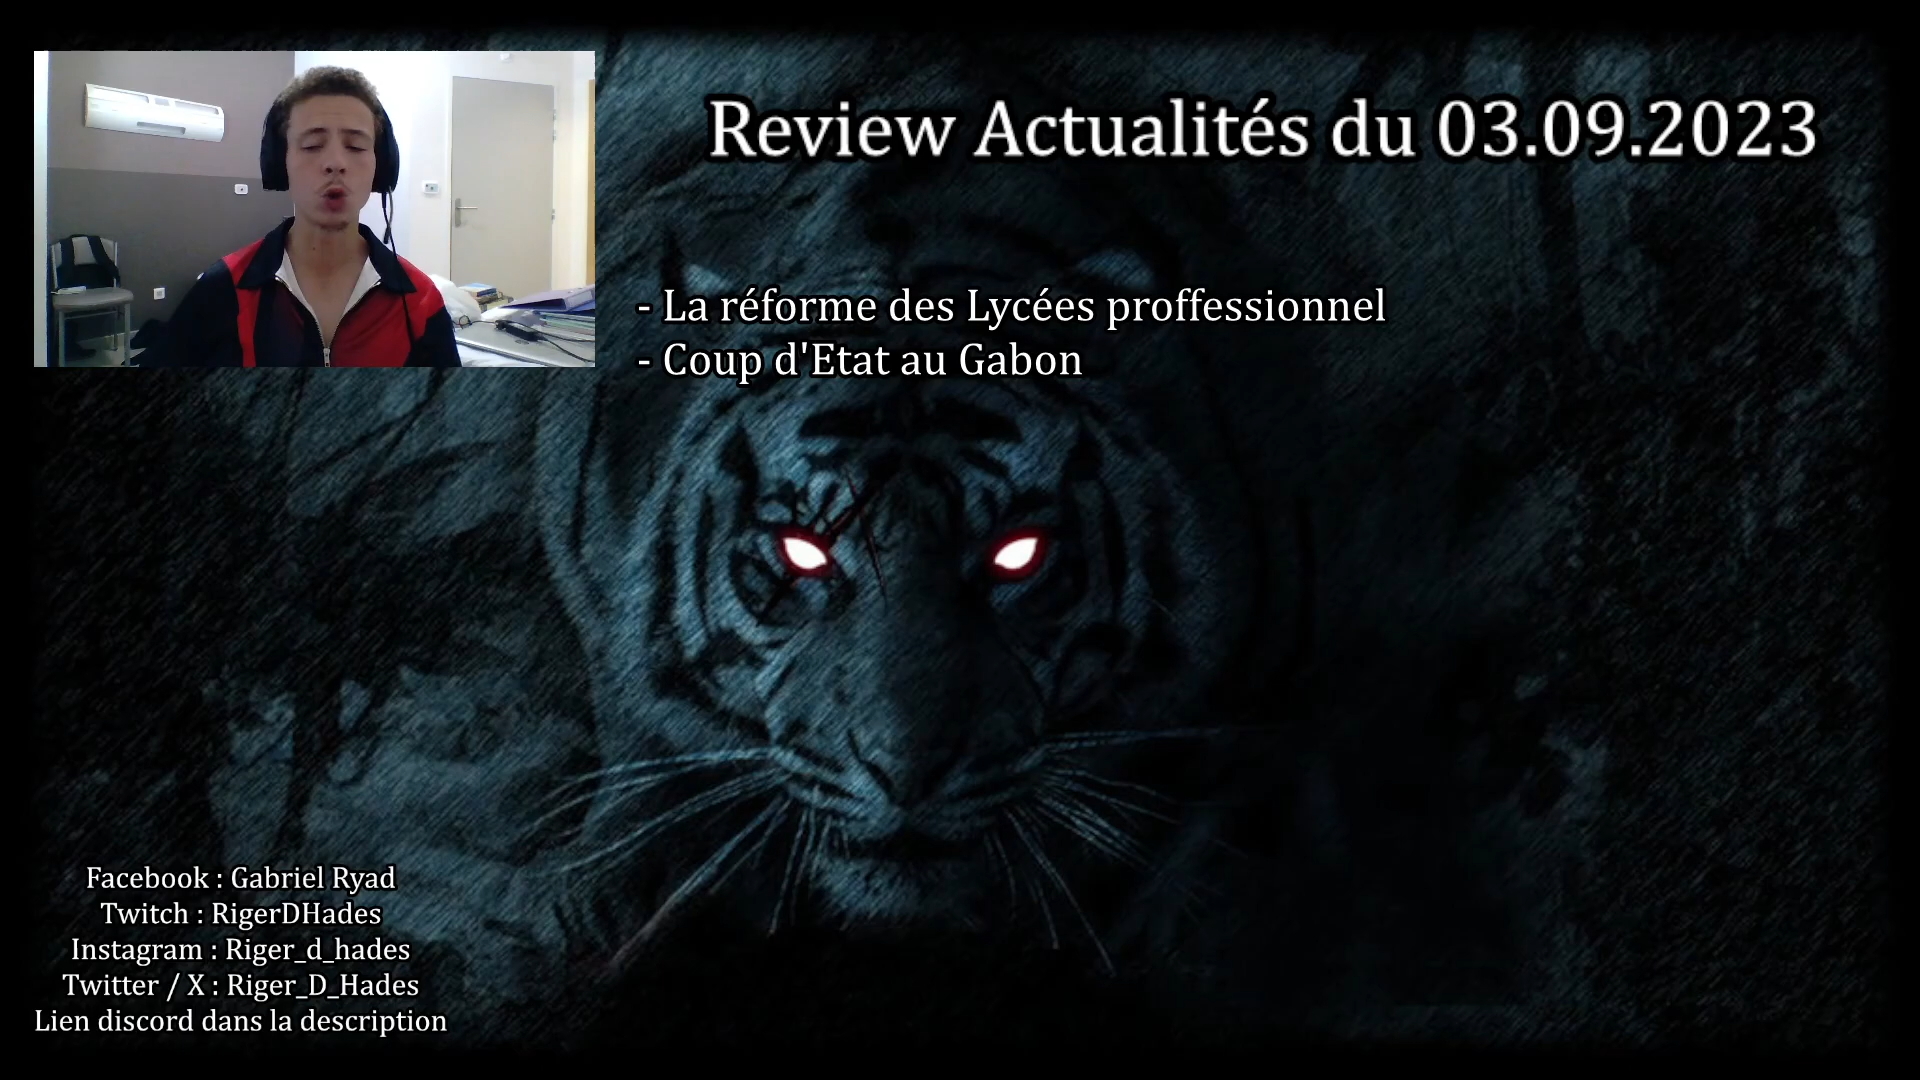 Review Actualités du 03.09.2023
- La réforme des Lycées proffessionnel
- Coup d'Etat au Gabon
Facebook : Gabriel Ryad
Twitch : RigerDHades
Instagram : Riger_d_hades
Twitter / X : Riger_D_Hades
Lien discord dans la description